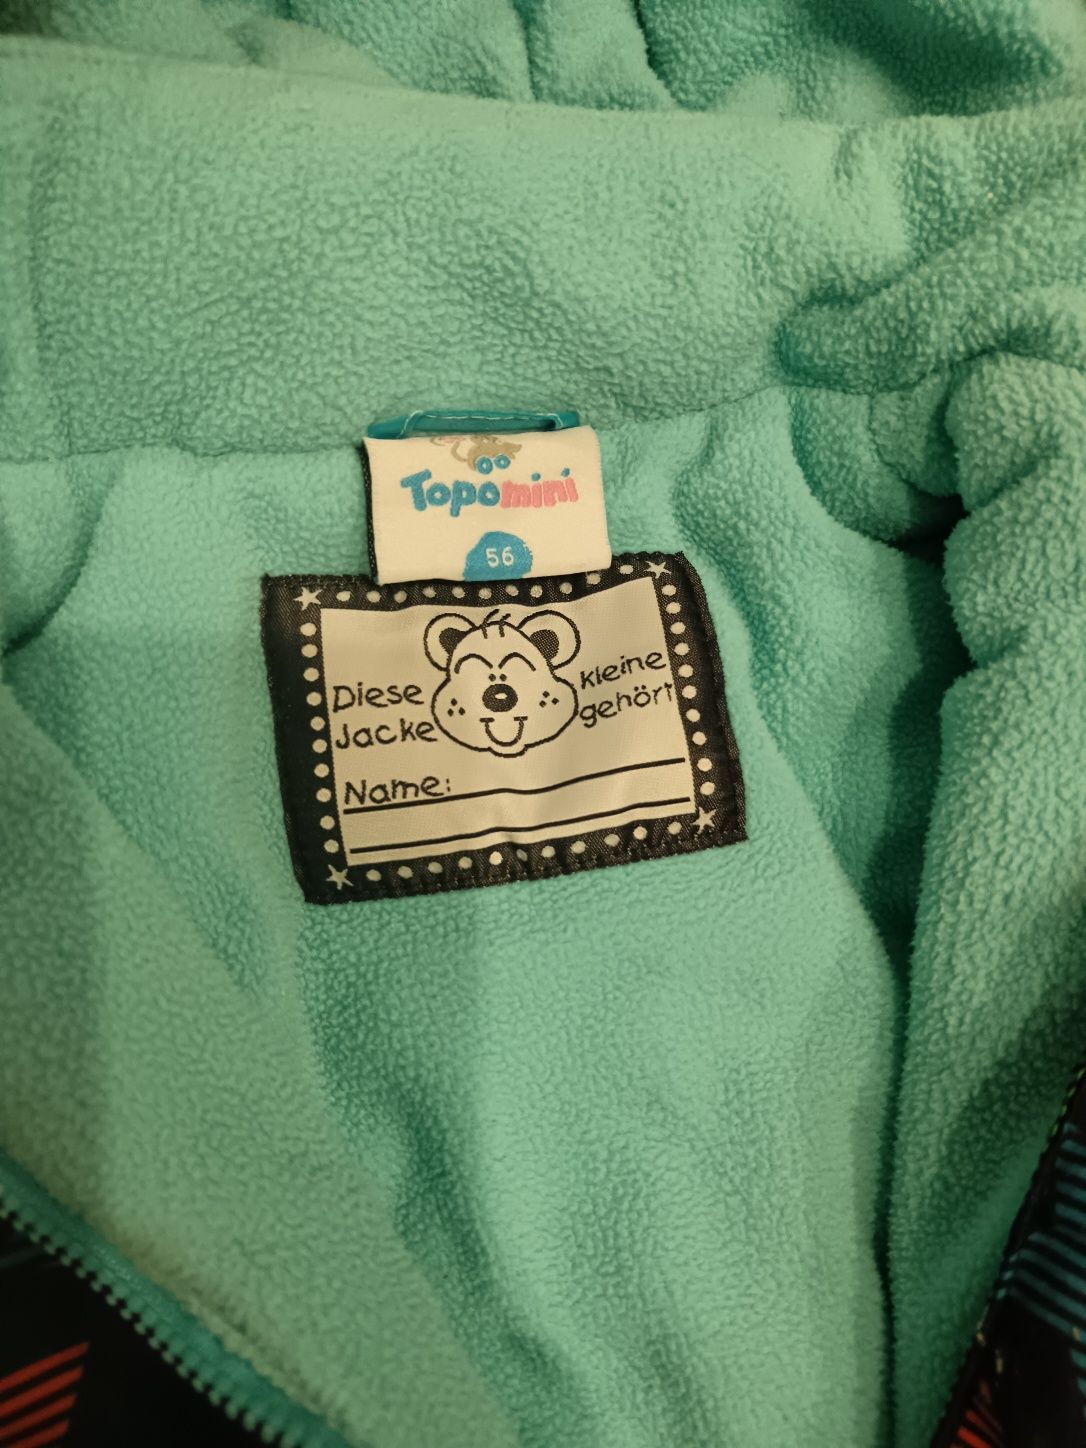 Topomini
56
Diese kleine
Jacke gehört
Name: